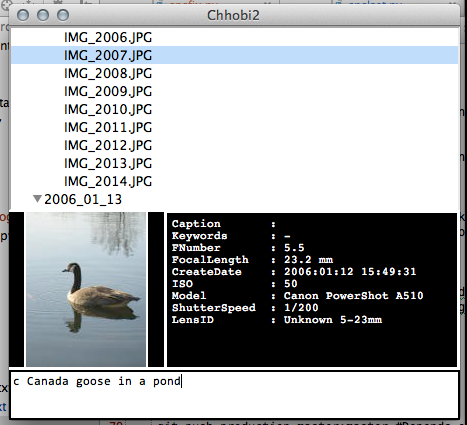 Chhobi2
IMG_2006.JPG
IMG_2007.JPG
IMG_2008.JPG
IMG_2009.JPG
IMG_2010.JPG
IMG_2011.JPG
IMG_2012.JPG
IMG_2013.JPG
IMG_2014.JPG
2006_01_13
Caption :
Keywords : -
FNumber : 5.5
FocalLength : 23.2 mm
CreateDate : 2006:01:12 15:49:31
ISO : 50
Model : Canon PowerShot A510
ShutterSpeed : 1/200
LensID : Unknown 5-23mm
c Canada goose in a pond